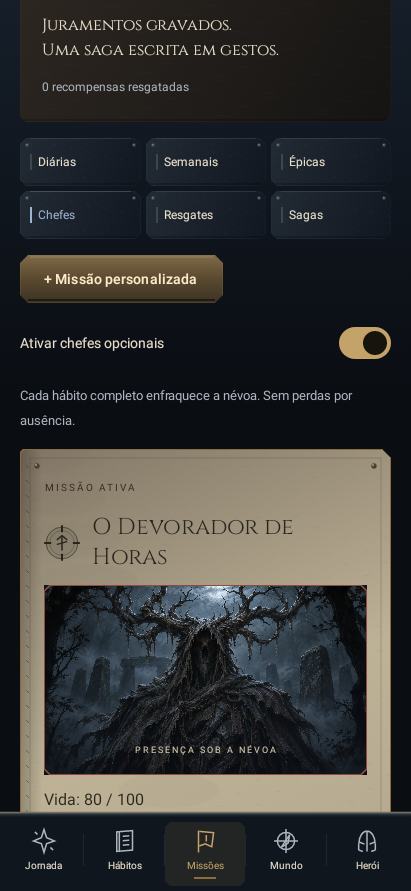 Juramentos gravados.
Uma saga escrita em gestos.
0 recompensas resgatadas
Diárias
Semanais
Épicas
Chefes
Resgates
Sagas
+ Missão personalizada
Ativar chefes opcionais
Cada hábito completo enfraquece a névoa. Sem perdas por
ausência.
MISSÃO ATIVA
O Devorador de
Horas
PRESENÇA SOB A NÉVOA
Vida: 80 / 100
Jornada
Hábitos
Missões
Mundo
Herói